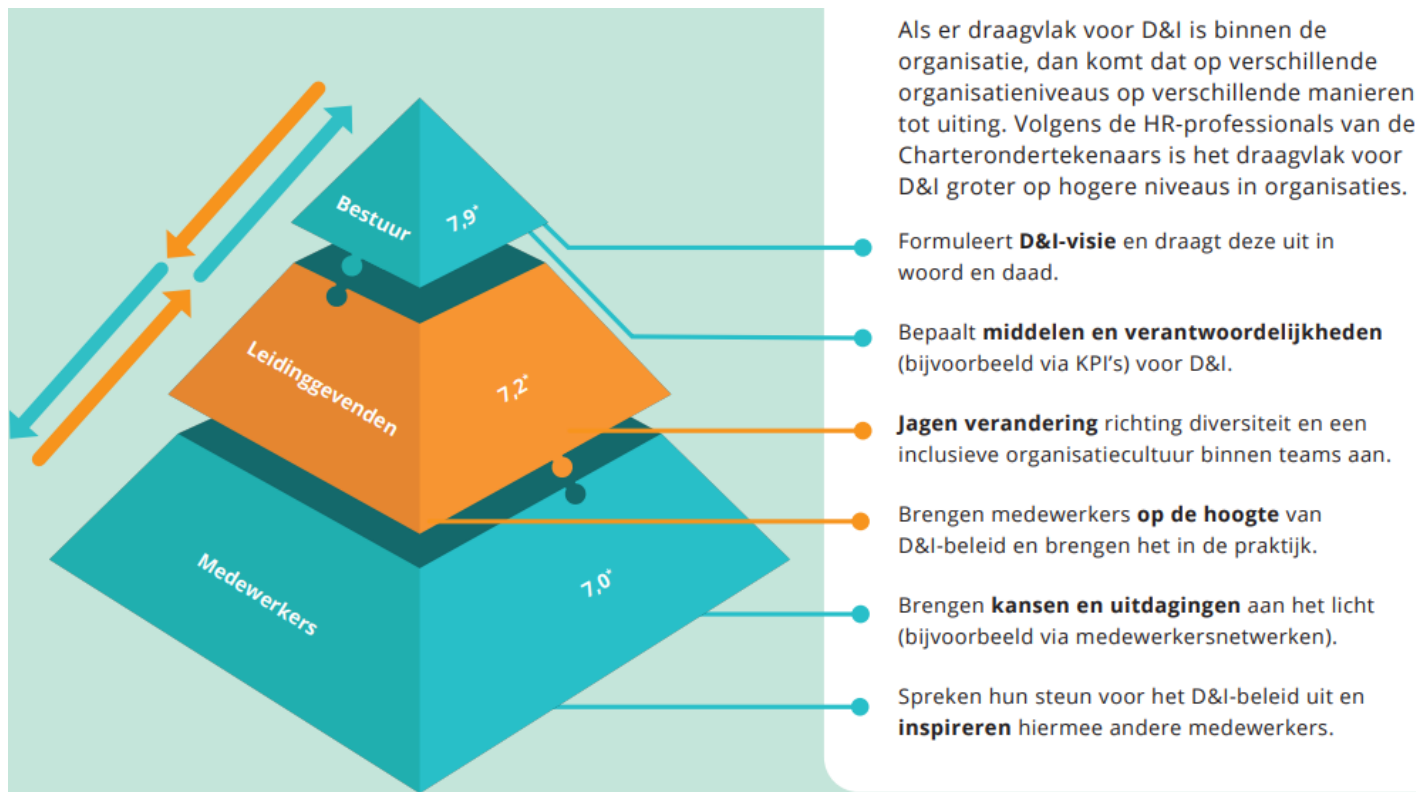 Als er draagvlak voor D&I is binnen de
organisatie, dan komt dat op verschillende
organisatieniveaus op verschillende manieren
tot uiting. Volgens de HR-professionals van de
Charterondertekenaars is het draagvlak voor
D&I groter op hogere niveaus in organisaties.
Bestuur
7,9*
Formuleert D&I-visie en draagt deze uit in
woord en daad.
Bepaalt middelen en verantwoordelijkheden
(bijvoorbeeld via KPI’s) voor D&I.
Leidinggevenden
7,2*
Jagen verandering richting diversiteit en een
inclusieve organisatiecultuur binnen teams aan.
Brengen medewerkers op de hoogte van
D&I-beleid en brengen het in de praktijk.
Medewerkers
7,0*
Brengen kansen en uitdagingen aan het licht
(bijvoorbeeld via medewerkersnetwerken).
Spreken hun steun voor het D&I-beleid uit en
inspireren hiermee andere medewerkers.